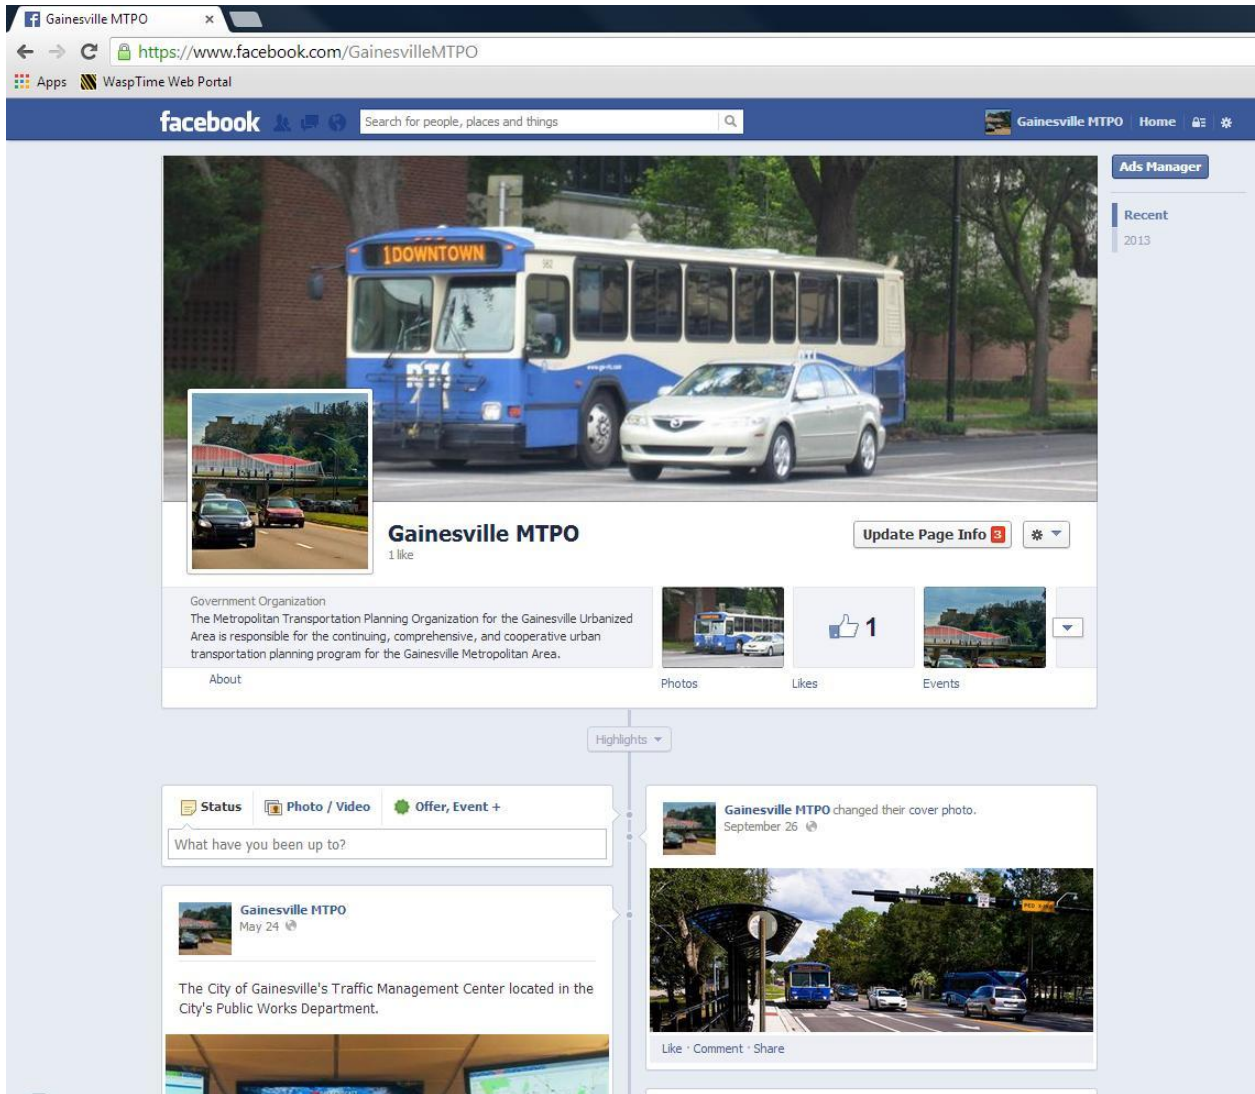 Gainesville MTPO
https://www.facebook.com/GainesvilleMTPO
Apps WaspTime Web Portal
facebook Search for people, places and things Gainesville MTPO Home
Ads Manager
Recent
2013
1 DOWNTOWN
982
RTS
Gainesville MTPO
1 like
Update Page Info 3
Government Organization
The Metropolitan Transportation Planning Organization for the Gainesville Urbanized
Area is responsible for the continuing, comprehensive, and cooperative urban
transportation planning program for the Gainesville Metropolitan Area.
About
1
Photos Likes Events
Highlights
Status Photo / Video Offer, Event +
What have you been up to?
Gainesville MTPO changed their cover photo.
September 26
Gainesville MTPO
May 24
The City of Gainesville's Traffic Management Center located in the
City's Public Works Department.
Like · Comment · Share